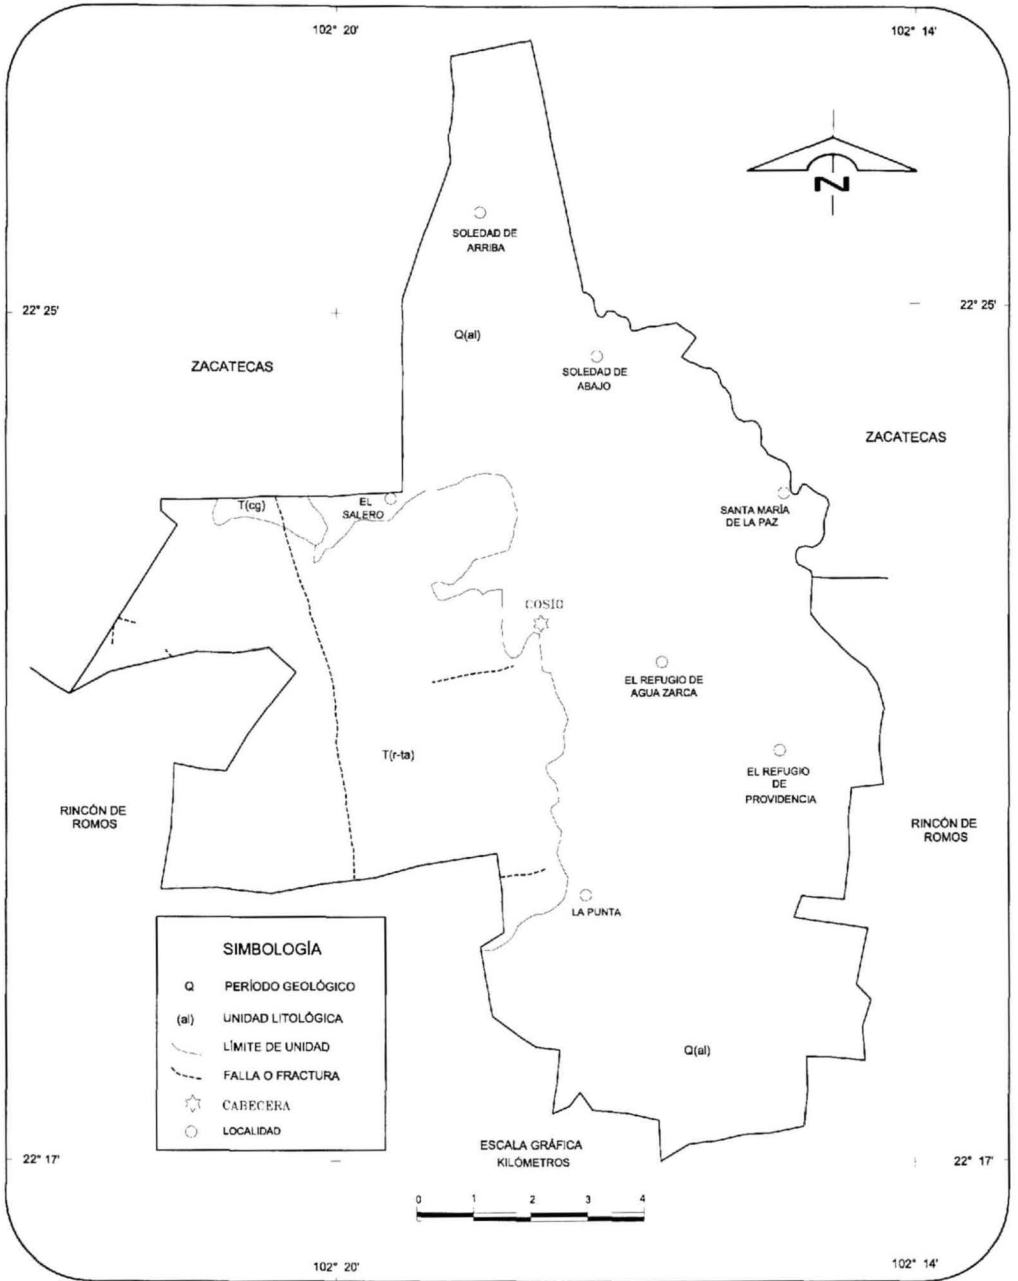 102° 20'
102° 14'
N
SOLEDAD DE
ARRIBA
22° 25'
22° 25'
Q(al)
ZACATECAS
SOLEDAD DE
ABAJO
ZACATECAS
T(cg)
EL
SALERO
SANTA MARÍA
DE LA PAZ
COSÍO
EL REFUGIO DE
AGUA ZARCA
T(r-ta)
EL REFUGIO
DE
PROVIDENCIA
RINCÓN DE
ROMOS
RINCÓN DE
ROMOS
LA PUNTA
SIMBOLOGÍA
Q PERÍODO GEOLÓGICO
(al) UNIDAD LITOLÓGICA
LÍMITE DE UNIDAD
FALLA O FRACTURA
CABECERA
LOCALIDAD
Q(al)
ESCALA GRÁFICA
KILÓMETROS
22° 17'
22° 17'
0 1 2 3 4
102° 20'
102° 14'